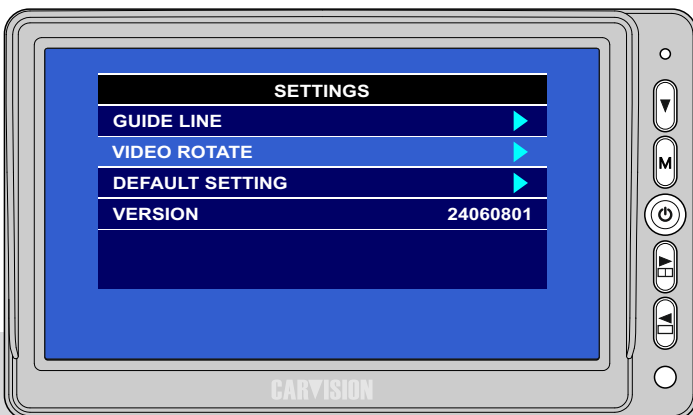 SETTINGS
GUIDE LINE
VIDEO ROTATE
DEFAULT SETTING
VERSION 24060801
M
CARVISION